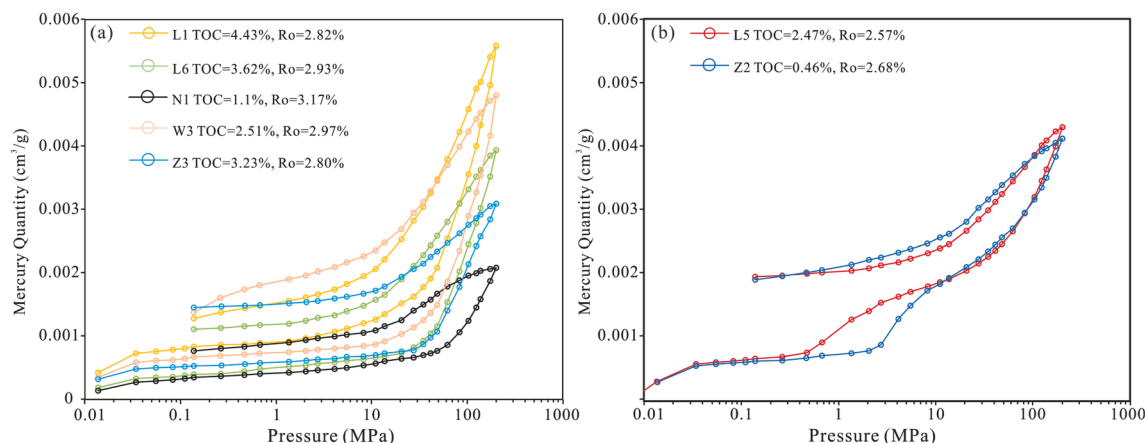 (a)
L1 TOC=4.43%, Ro=2.82%
L6 TOC=3.62%, Ro=2.93%
N1 TOC=1.1%, Ro=3.17%
W3 TOC=2.51%, Ro=2.97%
Z3 TOC=3.23%, Ro=2.80%
Mercury Quantity (cm³/g)
0.006
0.005
0.004
0.003
0.002
0.001
0
0.01
0.1
1
10
100
1000
Pressure (MPa)
(b)
L5 TOC=2.47%, Ro=2.57%
Z2 TOC=0.46%, Ro=2.68%
Mercury Quantity (cm³/g)
0.006
0.005
0.004
0.003
0.002
0.001
0
0.01
0.1
1
10
100
1000
Pressure (MPa)